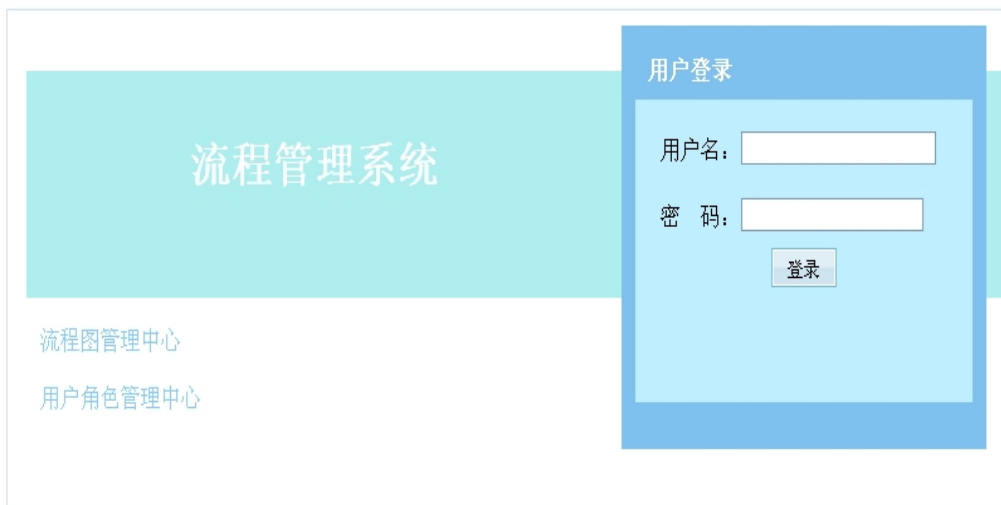 流程管理系统
流程图管理中心
用户角色管理中心
用户登录
用户名：
密　码：
登录